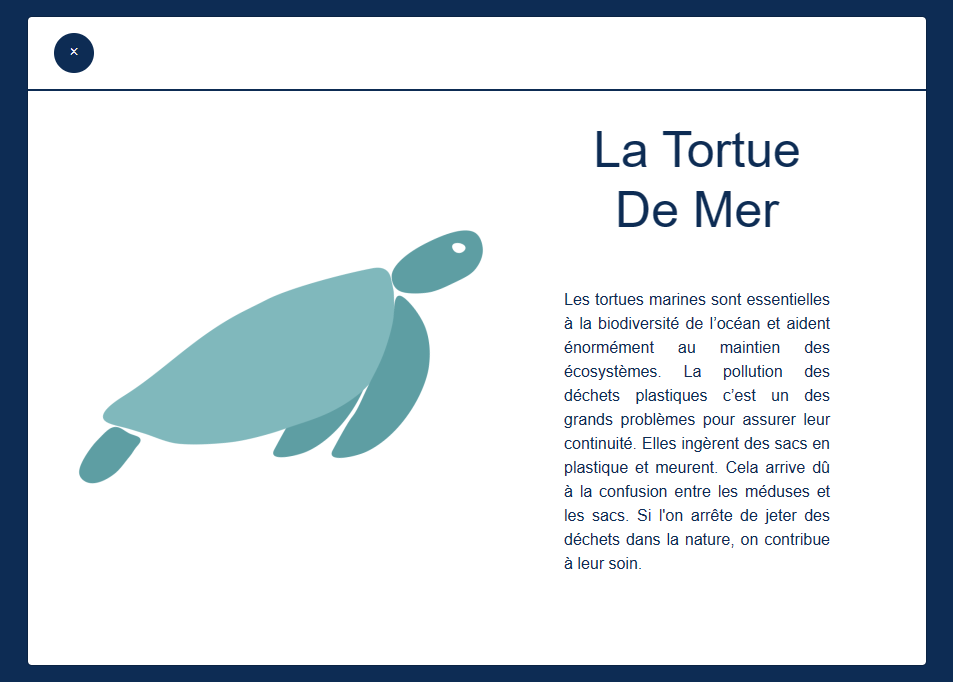 ×
La Tortue
De Mer
Les tortues marines sont essentielles
à la biodiversité de l’océan et aident
énormément au maintien des
écosystèmes. La pollution des
déchets plastiques c’est un des
grands problèmes pour assurer leur
continuité. Elles ingèrent des sacs en
plastique et meurent. Cela arrive dû
à la confusion entre les méduses et
les sacs. Si l'on arrête de jeter des
déchets dans la nature, on contribue
à leur soin.